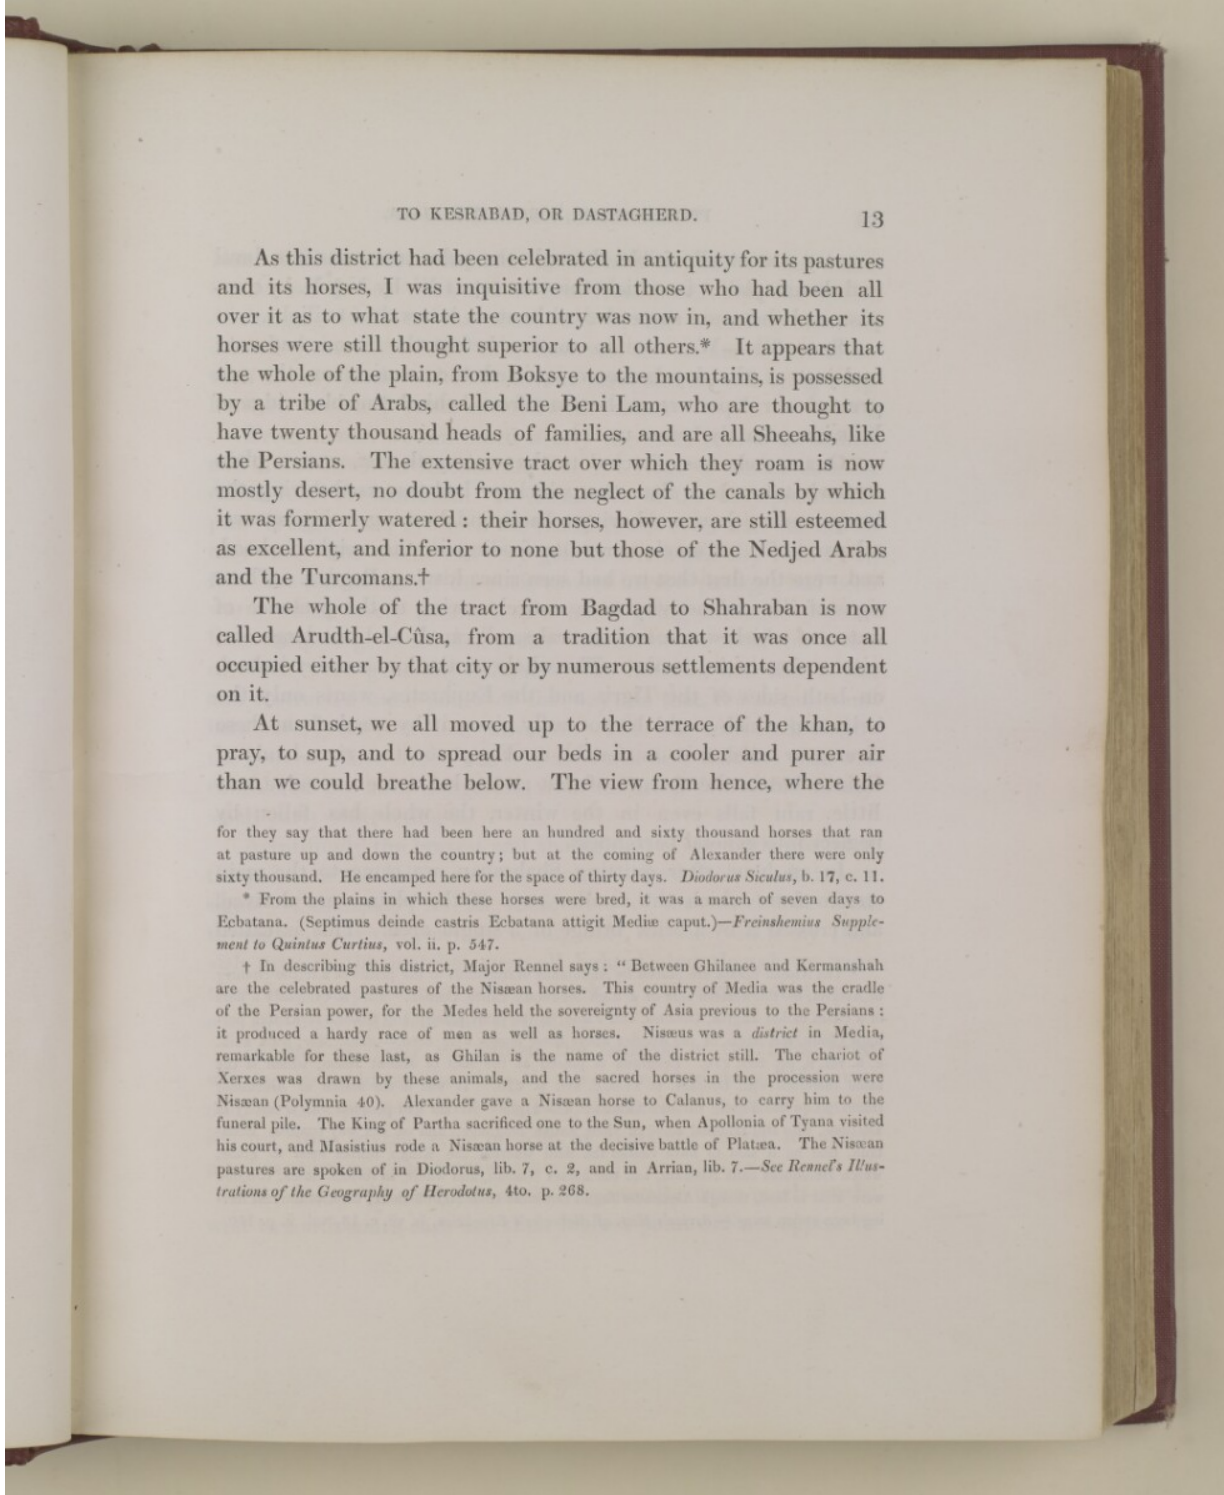 TO KESRABAD, OR DASTAGHERD. 13
As this district had been celebrated in antiquity for its pastures
and its horses, I was inquisitive from those who had been all
over it as to what state the country was now in, and whether its
horses were still thought superior to all others.* It appears that
the whole of the plain, from Boksye to the mountains, is possessed
by a tribe of Arabs, called the Beni Lam, who are thought to
have twenty thousand heads of families, and are all Sheeahs, like
the Persians. The extensive tract over which they roam is now
mostly desert, no doubt from the neglect of the canals by which
it was formerly watered : their horses, however, are still esteemed
as excellent, and inferior to none but those of the Nedjed Arabs
and the Turcomans.†
The whole of the tract from Bagdad to Shahraban is now
called Arudth-el-Cûsa, from a tradition that it was once all
occupied either by that city or by numerous settlements dependent
on it.
At sunset, we all moved up to the terrace of the khan, to
pray, to sup, and to spread our beds in a cooler and purer air
than we could breathe below. The view from hence, where the
for they say that there had been here an hundred and sixty thousand horses that ran
at pasture up and down the country; but at the coming of Alexander there were only
sixty thousand. He encamped here for the space of thirty days. Diodorus Siculus, b. 17, c. 11.
* From the plains in which these horses were bred, it was a march of seven days to
Ecbatana. (Septimus deinde castris Ecbatana attigit Mediæ caput.)—Freinshemius Supple-
ment to Quintus Curtius, vol. ii. p. 547.
† In describing this district, Major Rennel says : “ Between Ghilanee and Kermanshah
are the celebrated pastures of the Nisæan horses. This country of Media was the cradle
of the Persian power, for the Medes held the sovereignty of Asia previous to the Persians :
it produced a hardy race of men as well as horses. Nisæus was a district in Media,
remarkable for these last, as Ghilan is the name of the district still. The chariot of
Xerxes was drawn by these animals, and the sacred horses in the procession were
Nisæan (Polymnia 40). Alexander gave a Nisæan horse to Calanus, to carry him to the
funeral pile. The King of Partha sacrificed one to the Sun, when Apollonia of Tyana visited
his court, and Masistius rode a Nisæan horse at the decisive battle of Platæa. The Nisæan
pastures are spoken of in Diodorus, lib. 7, c. 2, and in Arrian, lib. 7.—See Rennel's Illus-
trations of the Geography of Herodotus, 4to. p. 268.